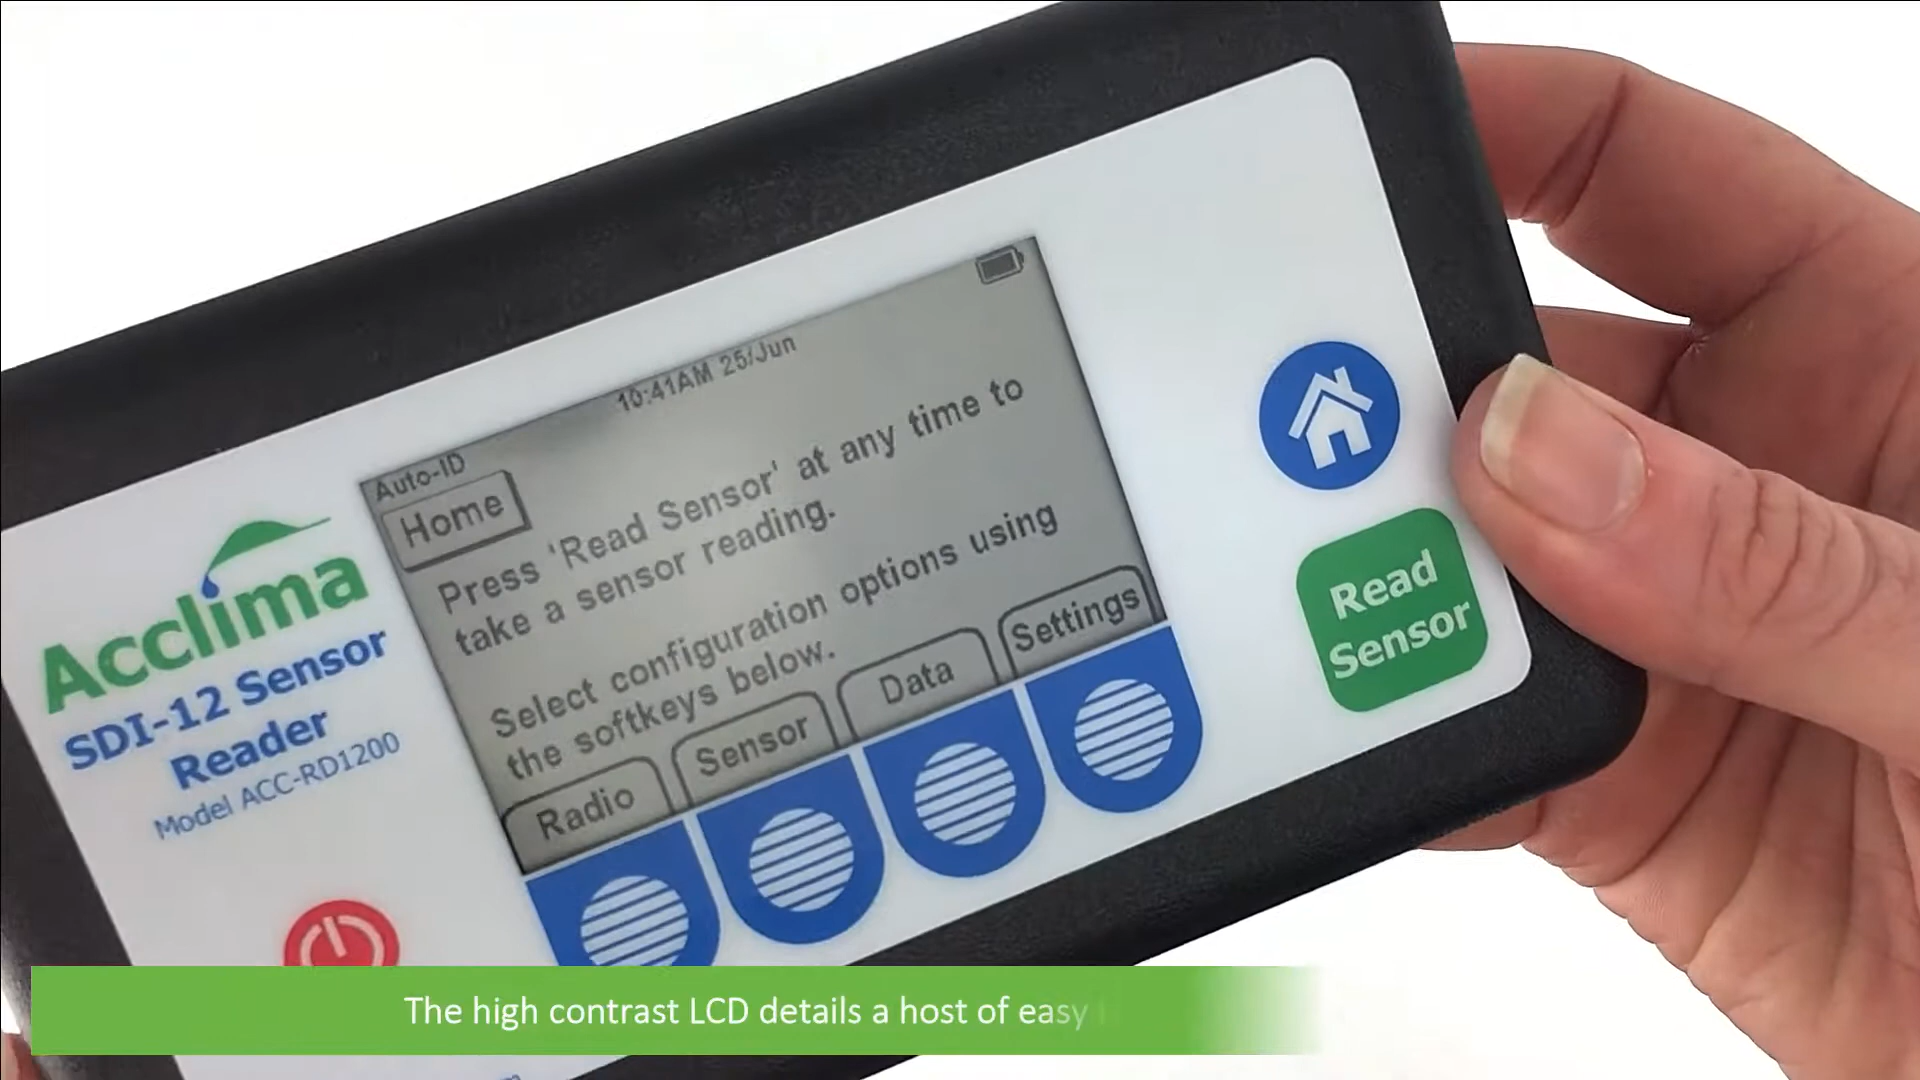 10:41AM 25/Jun
Auto-ID
Home
Press 'Read Sensor' at any time to
take a sensor reading.
Select configuration options using
the softkeys below.
Radio
Sensor
Data
Settings
Acclima
SDI-12 Sensor
Reader
Model ACC-RD1200
Read
Sensor
The high contrast LCD details a host of easy